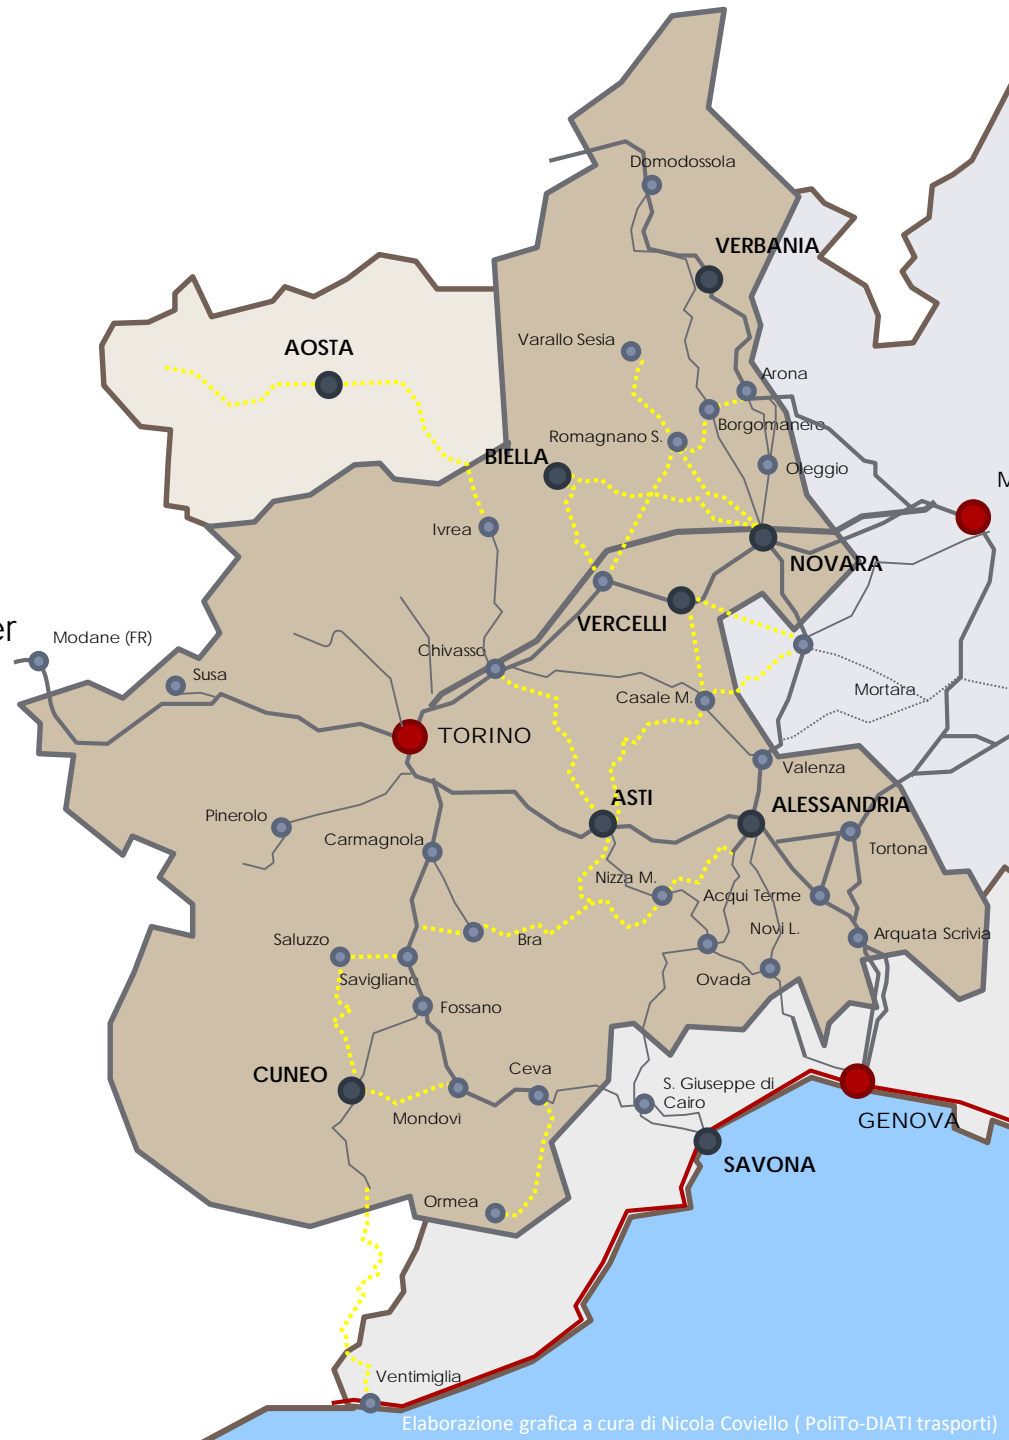 Domodossola
VERBANIA
AOSTA
Varallo Sesia
Arona
Borgomanero
Romagnano S.
BIELLA
Oleggio
M
Ivrea
NOVARA
VERCELLI
er
Modane (FR)
Chivasso
Susa
Casale M.
Mortara
TORINO
Valenza
ASTI
ALESSANDRIA
Pinerolo
Carmagnola
Tortona
Nizza M.
Acqui Terme
Saluzzo
Bra
Novi L.
Arquata Scrivia
Savigliano
Ovada
Fossano
CUNEO
Ceva
S. Giuseppe di
Cairo
Mondovì
GENOVA
SAVONA
Ormea
Ventimiglia
Elaborazione grafica a cura di Nicola Coviello ( PoliTo-DIATI trasporti)